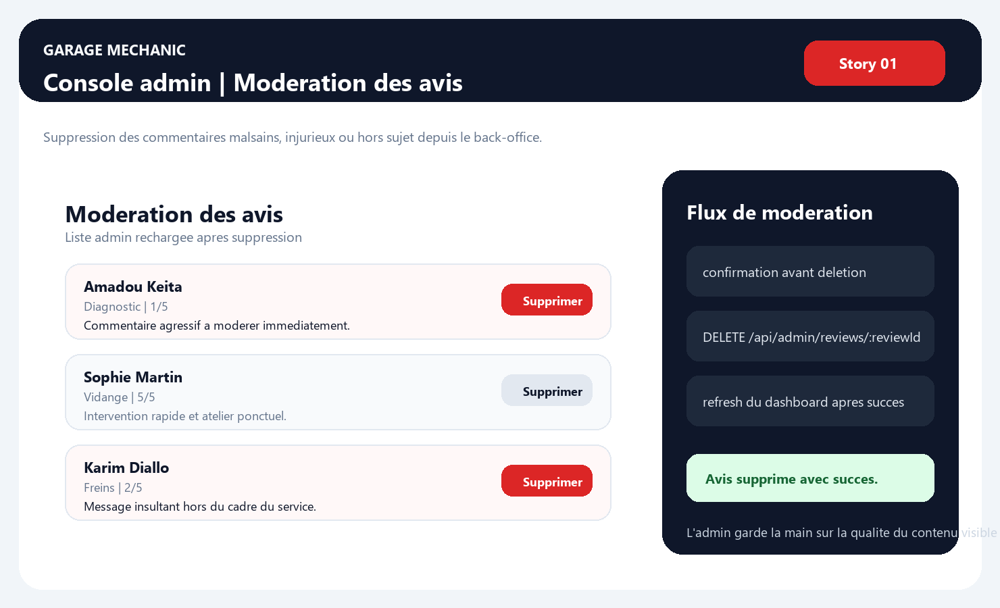 GARAGE MECHANIC
Console admin | Moderation des avis
Story 01
Suppression des commentaires malsains, injurieux ou hors sujet depuis le back-office.
Moderation des avis
Liste admin rechargee apres suppression
Amadou Keita
Diagnostic | 1/5
Commentaire agressif a moderer immediatement.
Supprimer
Sophie Martin
Vidange | 5/5
Intervention rapide et atelier ponctuel.
Supprimer
Karim Diallo
Freins | 2/5
Message insultant hors du cadre du service.
Supprimer
Flux de moderation
confirmation avant deletion
DELETE /api/admin/reviews/:reviewId
refresh du dashboard apres succes
Avis supprime avec succes.
L'admin garde la main sur la qualite du contenu visible